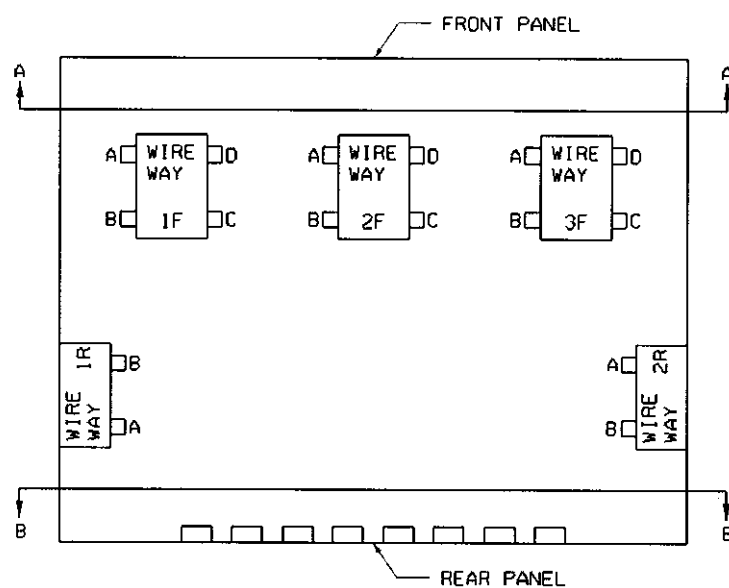 FRONT PANEL
A A
A WIRE WAY D
B 1F C
A WIRE WAY D
B 2F C
A WIRE WAY D
B 3F C
1R B
WIRE WAY A
A 2R
B WIRE WAY
B B
REAR PANEL